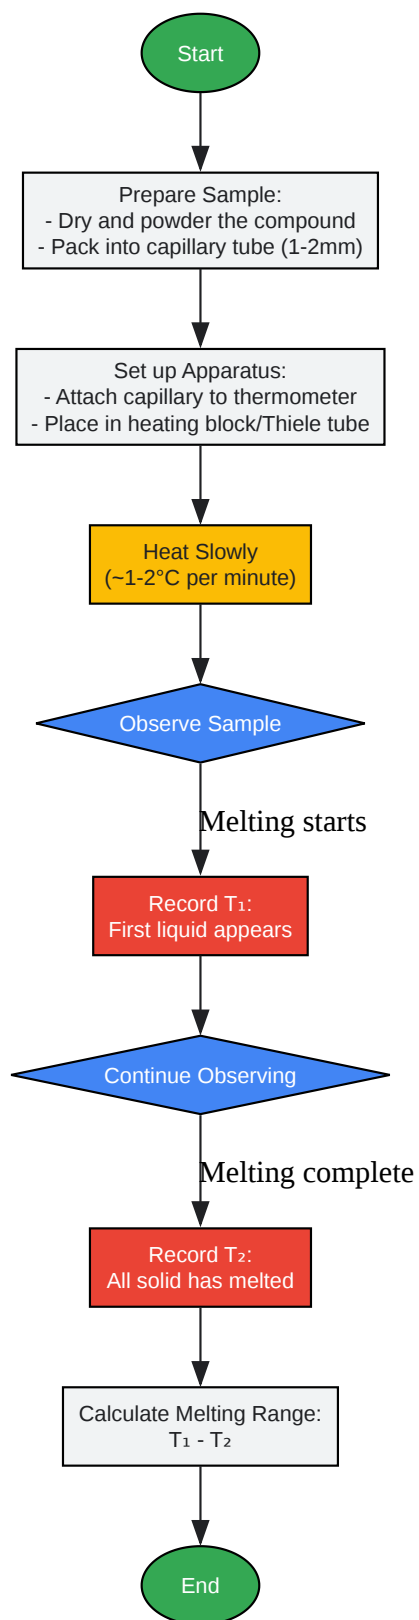 Start
Prepare Sample:
- Dry and powder the compound
- Pack into capillary tube (1-2mm)
Set up Apparatus:
- Attach capillary to thermometer
- Place in heating block/Thiele tube
Heat Slowly
(~1-2°C per minute)
Observe Sample
Melting starts
Record T₁:
First liquid appears
Continue Observing
Melting complete
Record T₂:
All solid has melted
Calculate Melting Range:
T₁ - T₂
End